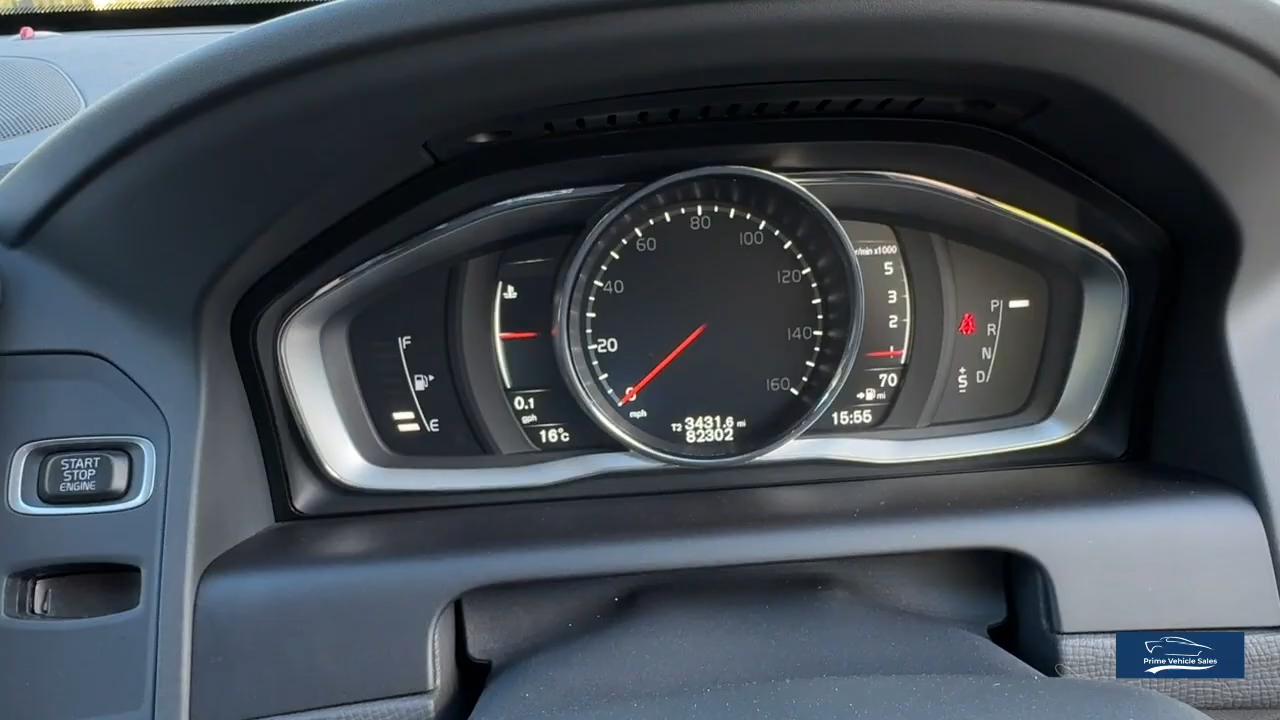 START
STOP
ENGINE
F
E
0.1
gph
16°C
0
20
40
60
80
100
120
140
160
mph
T2 3431.6 mi
82302
r/min x1000
5
3
2
1
70
mi
15:55
P
R
N
D
+
S
-
Prime Vehicle Sales